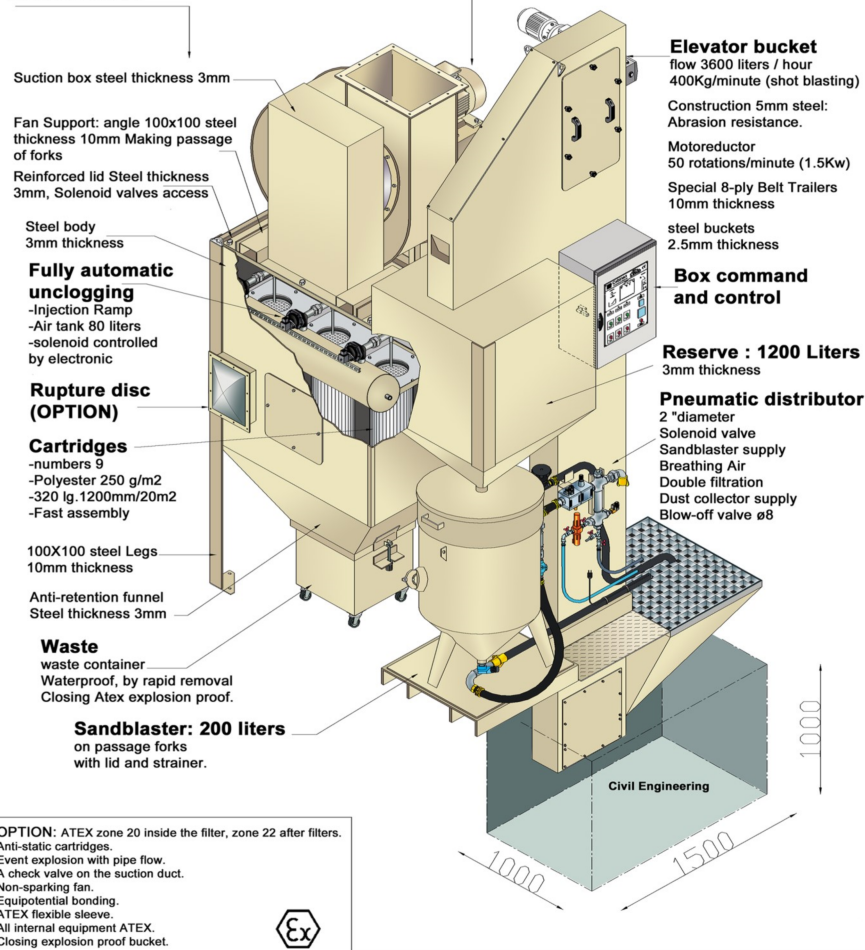 Suction box steel thickness 3mm
Fan Support: angle 100x100 steel
thickness 10mm Making passage
of forks
Reinforced lid Steel thickness
3mm, Solenoid valves access
Steel body
3mm thickness
Fully automatic
unclogging
-Injection Ramp
-Air tank 80 liters
-solenoid controlled
by electronic
Rupture disc
(OPTION)
Cartridges
-numbers 9
-Polyester 250 g/m2
-320 lg.1200mm/20m2
-Fast assembly
100X100 steel Legs
10mm thickness
Anti-retention funnel
Steel thickness 3mm
Waste
waste container
Waterproof, by rapid removal
Closing Atex explosion proof.
Sandblaster: 200 liters
on passage forks
with lid and strainer.
Elevator bucket
flow 3600 liters / hour
400Kg/minute (shot blasting)
Construction 5mm steel:
Abrasion resistance.
Motoreductor
50 rotations/minute (1.5Kw)
Special 8-ply Belt Trailers
10mm thickness
steel buckets
2.5mm thickness
Box command
and control
Reserve : 1200 Liters
3mm thickness
Pneumatic distributor
2 "diameter
Solenoid valve
Sandblaster supply
Breathing Air
Double filtration
Dust collector supply
Blow-off valve ø8
Civil Engineering
1000
1500
1000
OPTION: ATEX zone 20 inside the filter, zone 22 after filters.
Anti-static cartridges.
Event explosion with pipe flow.
A check valve on the suction duct.
Non-sparking fan.
Equipotential bonding.
ATEX flexible sleeve.
All internal equipment ATEX.
Closing explosion proof bucket.
Ex